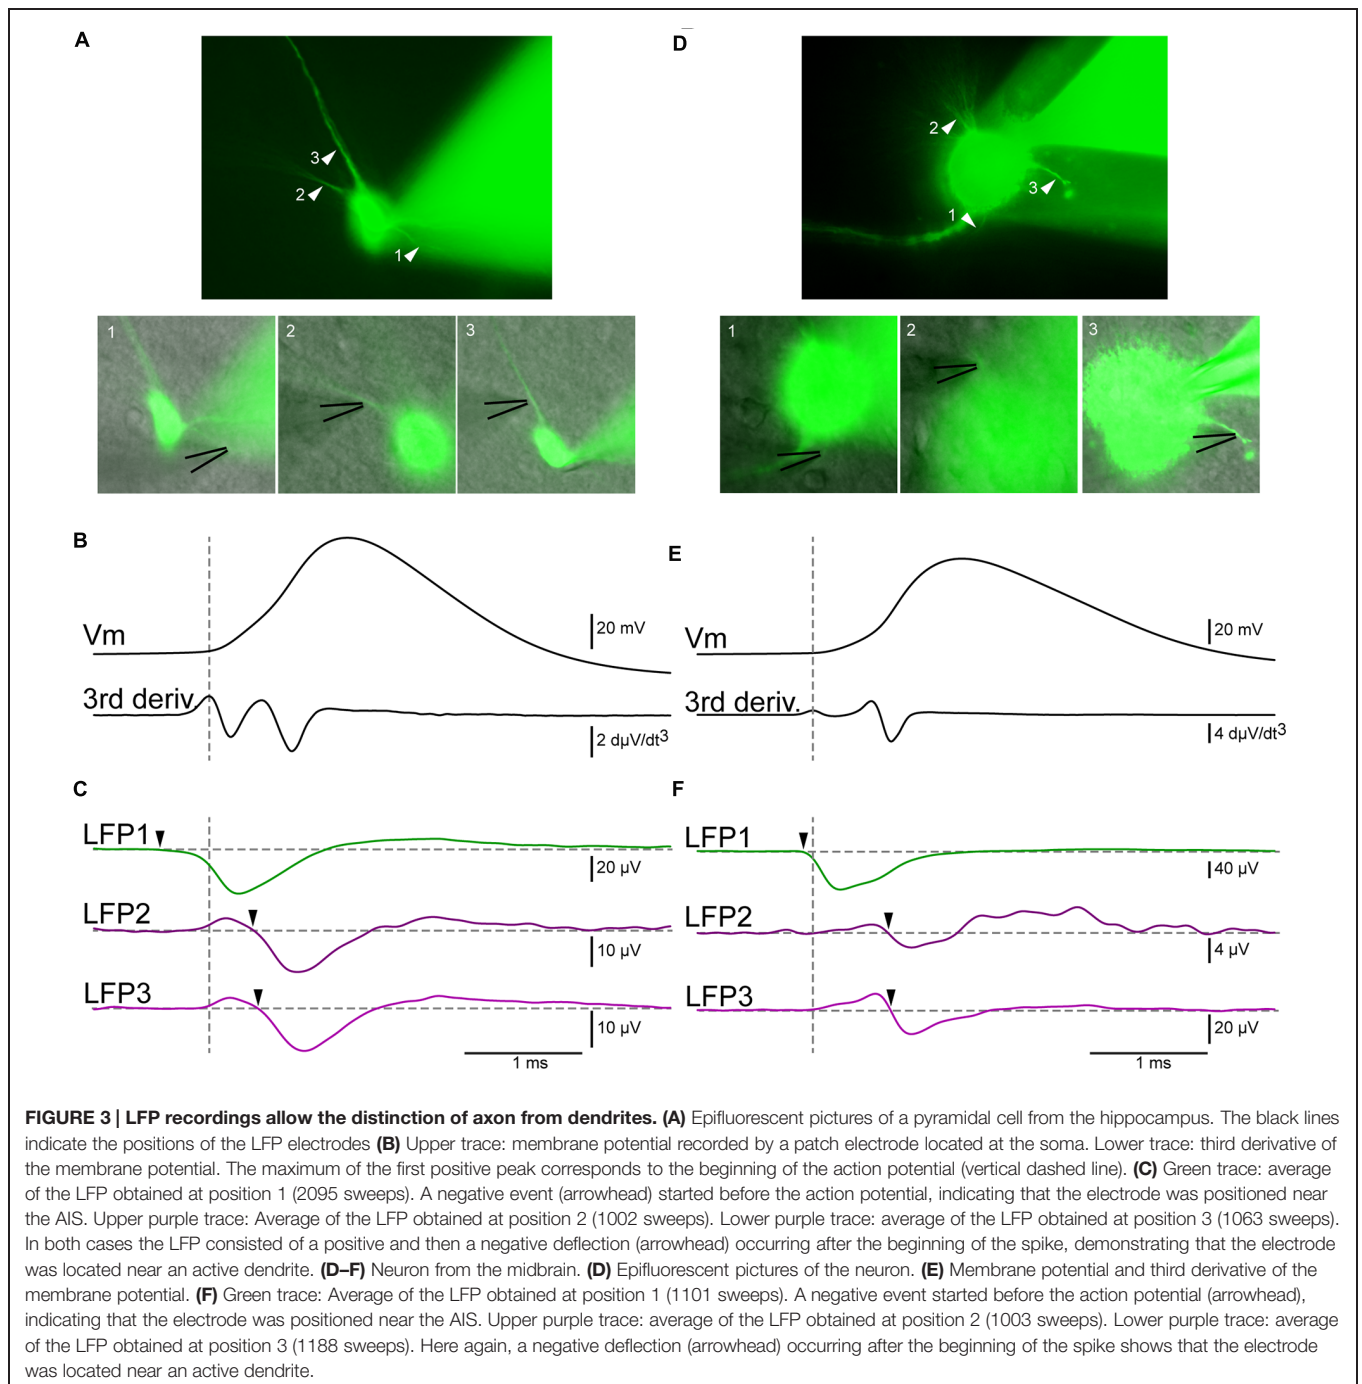 A
D
3
2
1
2
3
1
1
2
3
1
2
3
B
E
Vm
20 mV
Vm
20 mV
3rd deriv.
2 dµV/dt3
3rd deriv.
4 dµV/dt3
C
F
LFP1
20 µV
LFP1
40 µV
LFP2
10 µV
LFP2
4 µV
LFP3
10 µV
LFP3
20 µV
1 ms
1 ms
FIGURE 3 | LFP recordings allow the distinction of axon from dendrites. (A) Epifluorescent pictures of a pyramidal cell from the hippocampus. The black lines
indicate the positions of the LFP electrodes (B) Upper trace: membrane potential recorded by a patch electrode located at the soma. Lower trace: third derivative of
the membrane potential. The maximum of the first positive peak corresponds to the beginning of the action potential (vertical dashed line). (C) Green trace: average
of the LFP obtained at position 1 (2095 sweeps). A negative event (arrowhead) started before the action potential, indicating that the electrode was positioned near
the AIS. Upper purple trace: Average of the LFP obtained at position 2 (1002 sweeps). Lower purple trace: average of the LFP obtained at position 3 (1063 sweeps).
In both cases the LFP consisted of a positive and then a negative deflection (arrowhead) occurring after the beginning of the spike, demonstrating that the electrode
was located near an active dendrite. (D–F) Neuron from the midbrain. (D) Epifluorescent pictures of the neuron. (E) Membrane potential and third derivative of the
membrane potential. (F) Green trace: Average of the LFP obtained at position 1 (1101 sweeps). A negative event started before the action potential (arrowhead),
indicating that the electrode was positioned near the AIS. Upper purple trace: average of the LFP obtained at position 2 (1003 sweeps). Lower purple trace: average
of the LFP obtained at position 3 (1188 sweeps). Here again, a negative deflection (arrowhead) occurring after the beginning of the spike shows that the electrode
was located near an active dendrite.